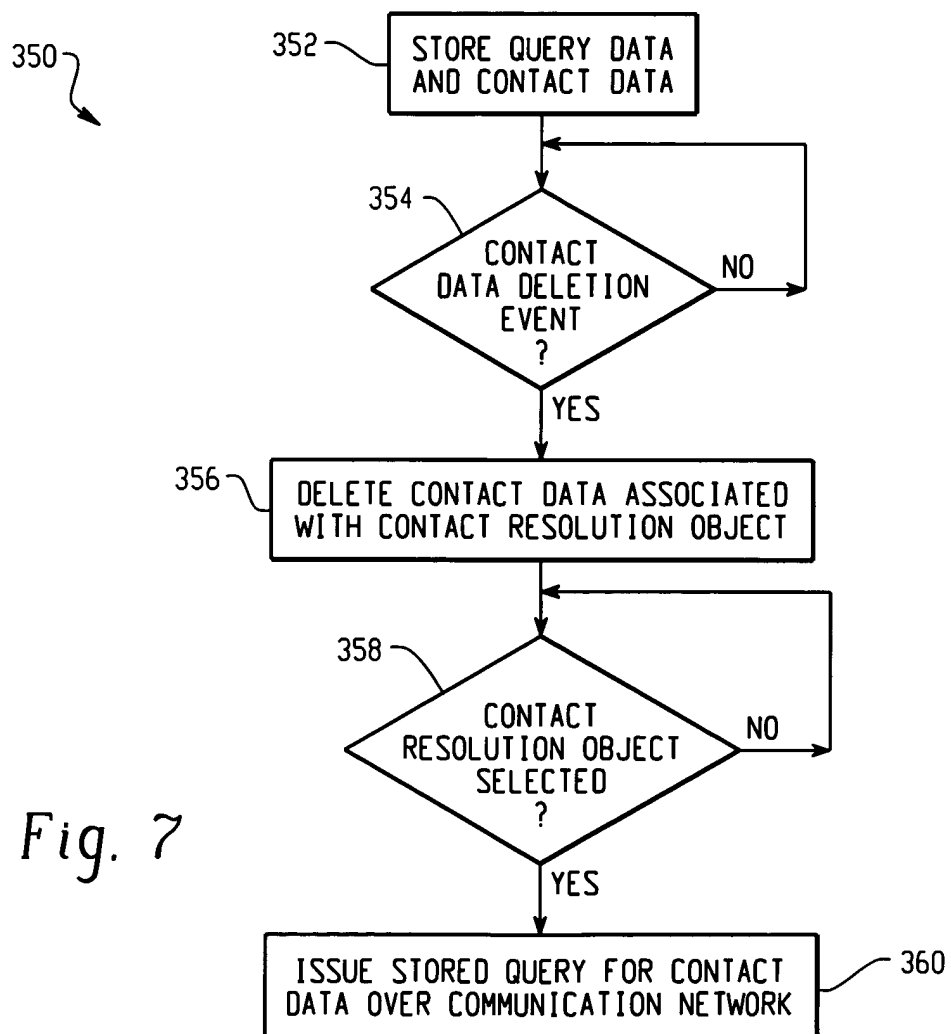 350
352
STORE QUERY DATA
AND CONTACT DATA
354
CONTACT
DATA DELETION
EVENT
?
NO
YES
356
DELETE CONTACT DATA ASSOCIATED
WITH CONTACT RESOLUTION OBJECT
358
CONTACT
RESOLUTION OBJECT
SELECTED
?
NO
YES
Fig. 7
ISSUE STORED QUERY FOR CONTACT
DATA OVER COMMUNICATION NETWORK
360